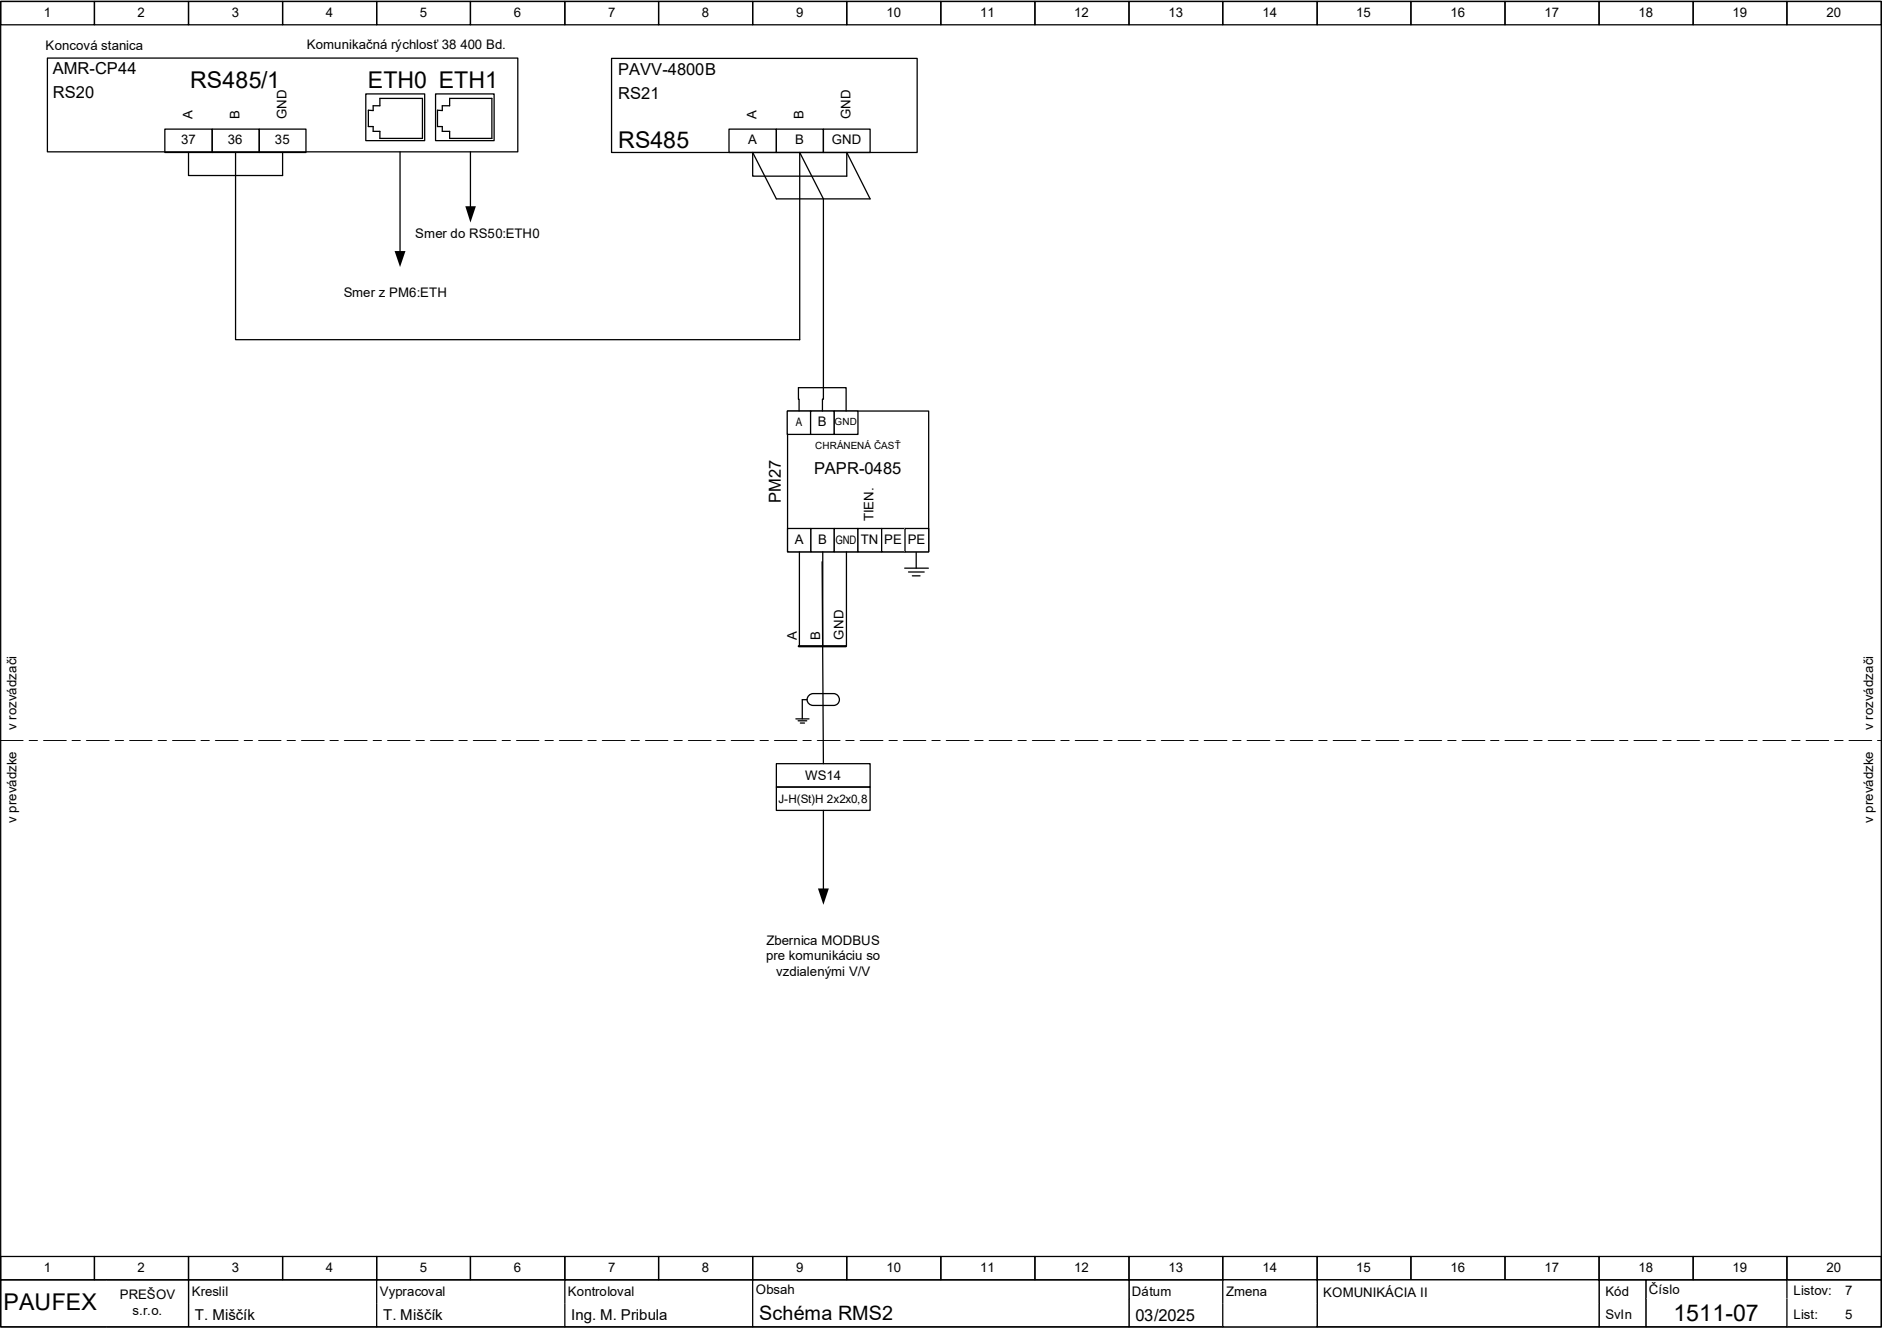 1 2 3 4 5 6 7 8 9 10 11 12 13 14 15 16 17 18 19 20
Koncová stanica
Komunikačná rýchlosť 38 400 Bd.
AMR-CP44
RS20
RS485/1
ETH0 ETH1
A B GND
37 36 35
PAVV-4800B
RS21
A B GND
RS485
A B GND
Smer do RS50:ETH0
Smer z PM6:ETH
A B GND
CHRÁNENÁ ČASŤ
PAPR-0485
PM27
TIEN.
A B GND TN PE PE
A B GND
v rozvádzači
v rozvádzači
v prevádzke
v prevádzke
WS14
J-H(St)H 2x2x0,8
Zbernica MODBUS
pre komunikáciu so
vzdialenými V/V
1 2 3 4 5 6 7 8 9 10 11 12 13 14 15 16 17 18 19 20
PAUFEX
PREŠOV
s.r.o.
Kreslil
T. Miščík
Vypracoval
T. Miščík
Kontroloval
Ing. M. Pribula
Obsah
Schéma RMS2
Dátum
03/2025
Zmena
KOMUNIKÁCIA II
Kód
SvIn
Číslo
1511-07
Listov: 7
List: 5